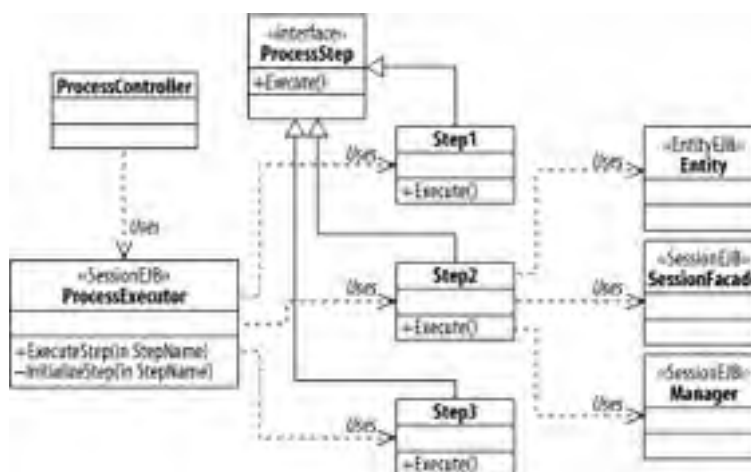 «interface»
ProcessStep
+Execute()
ProcessController
Uses
«SessionEJB»
ProcessExecutor
+ExecuteStep(in StepName)
-InitializeStep(in StepName)
Uses
Step1
+Execute()
Uses
Step2
+Execute()
Uses
Step3
+Execute()
Uses
«EntityEJB»
Entity
Uses
«SessionEJB»
SessionFacad
Uses
«SessionEJB»
Manager